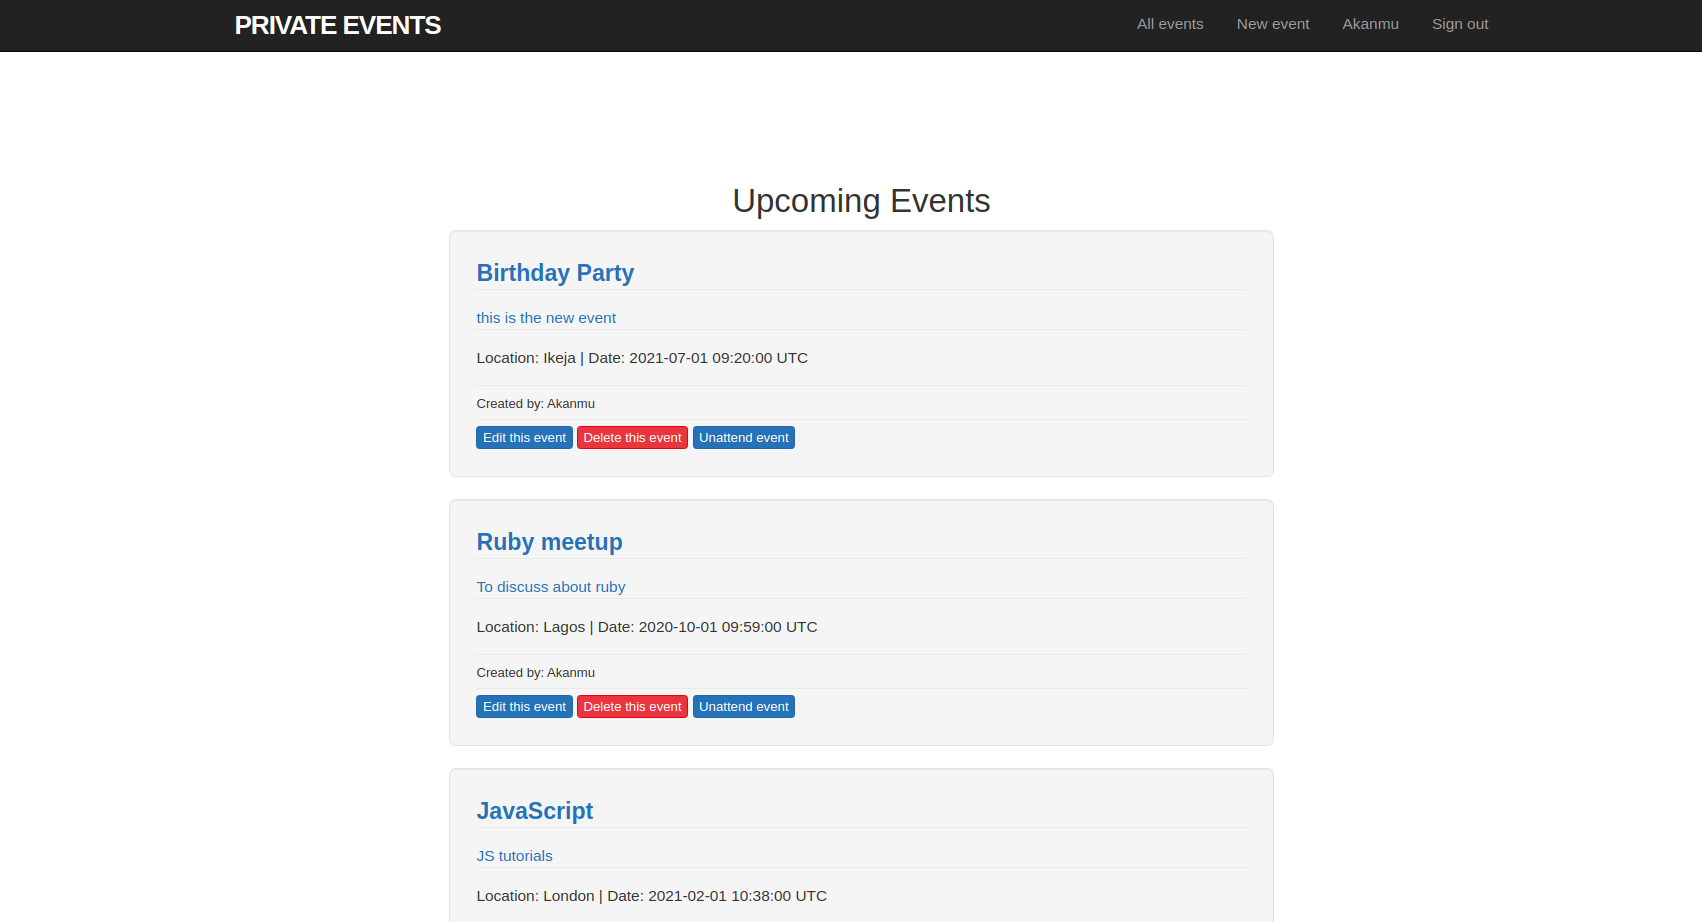 PRIVATE EVENTS
All events New event Akanmu Sign out
Upcoming Events
Birthday Party
this is the new event
Location: Ikeja | Date: 2021-07-01 09:20:00 UTC
Created by: Akanmu
Edit this event Delete this event Unattend event
Ruby meetup
To discuss about ruby
Location: Lagos | Date: 2020-10-01 09:59:00 UTC
Created by: Akanmu
Edit this event Delete this event Unattend event
JavaScript
JS tutorials
Location: London | Date: 2021-02-01 10:38:00 UTC